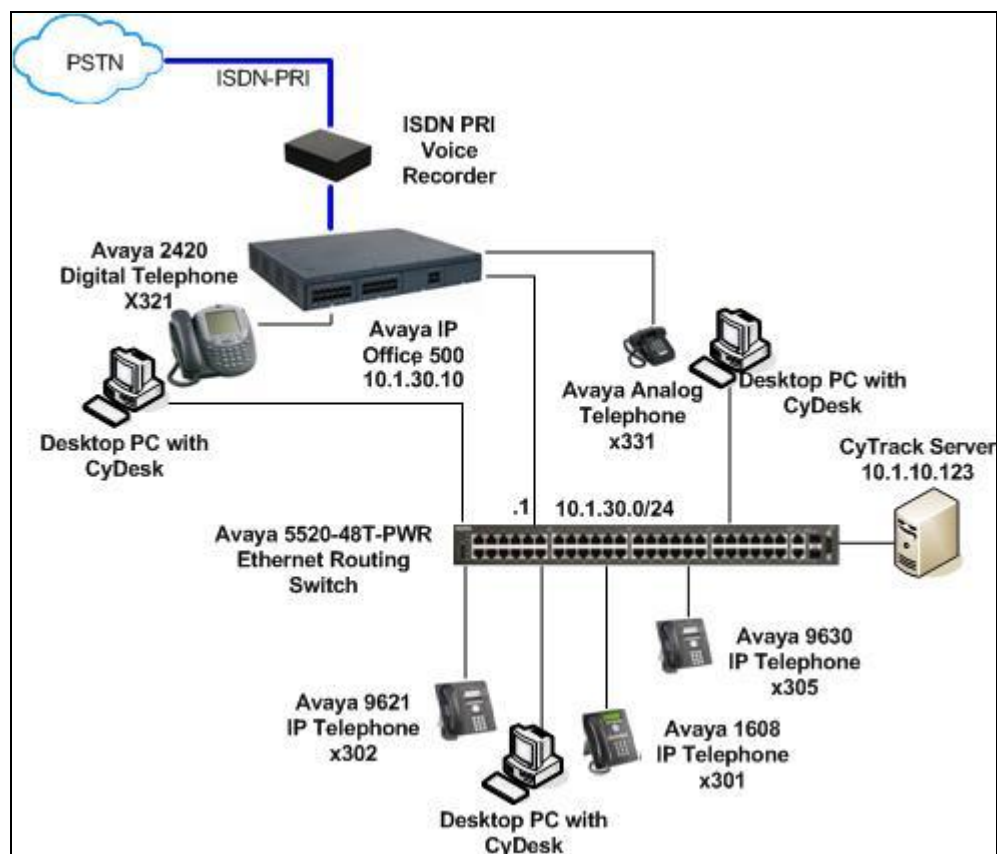 PSTN
ISDN-PRI
ISDN PRI
Voice
Recorder
Avaya 2420
Digital Telephone
X321
Avaya IP
Office 500
10.1.30.10
Desktop PC with
CyDesk
Avaya Analog
Telephone
x331
Desktop PC with
CyDesk
CyTrack Server
10.1.10.123
.1
10.1.30.0/24
Avaya 5520-48T-PWR
Ethernet Routing
Switch
Avaya 9621
IP Telephone
x302
Desktop PC with
CyDesk
Avaya 1608
IP Telephone
x301
Avaya 9630
IP Telephone
x305